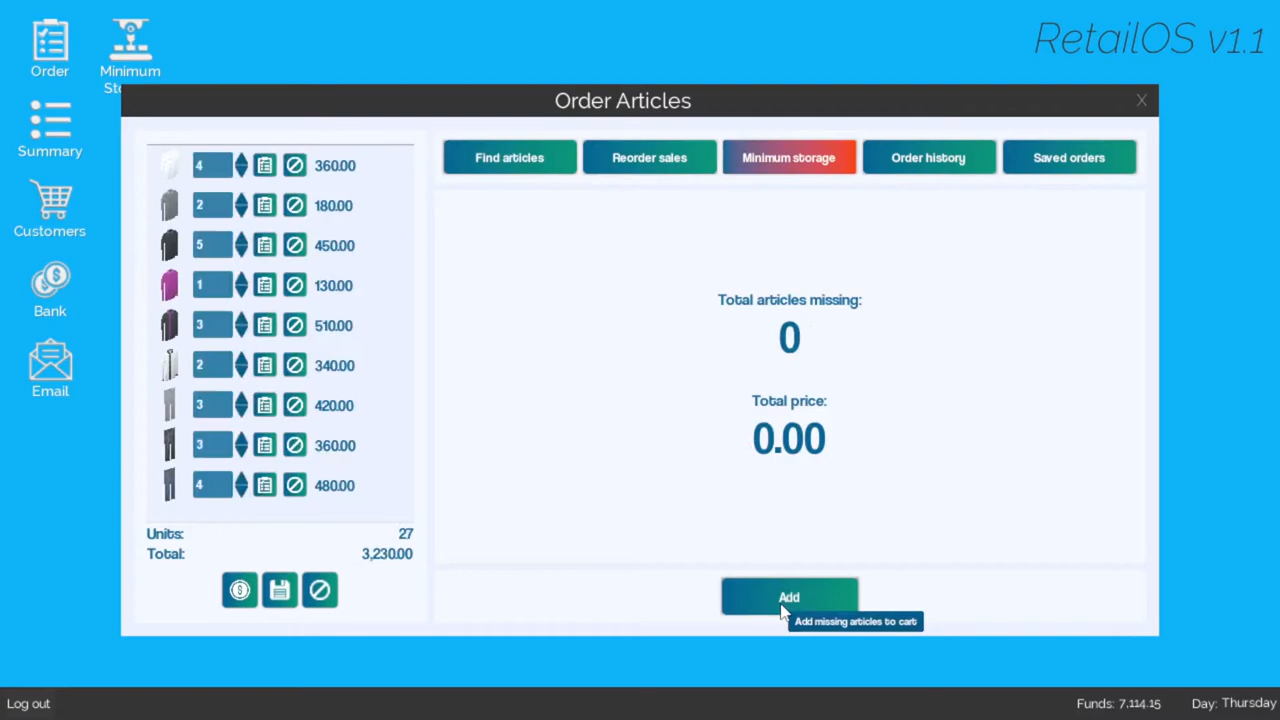 RetailOS v1.1
Order
Minimum
Summary
Customers
Bank
Email
Order Articles
X
4 360.00
2 180.00
5 450.00
1 130.00
3 510.00
2 340.00
3 420.00
3 360.00
4 480.00
Units: 27
Total: 3,230.00
Find articles
Reorder sales
Minimum storage
Order history
Saved orders
Total articles missing:
0
Total price:
0.00
Add
Add missing articles to cart
Log out
Funds: 7,114.15
Day: Thursday